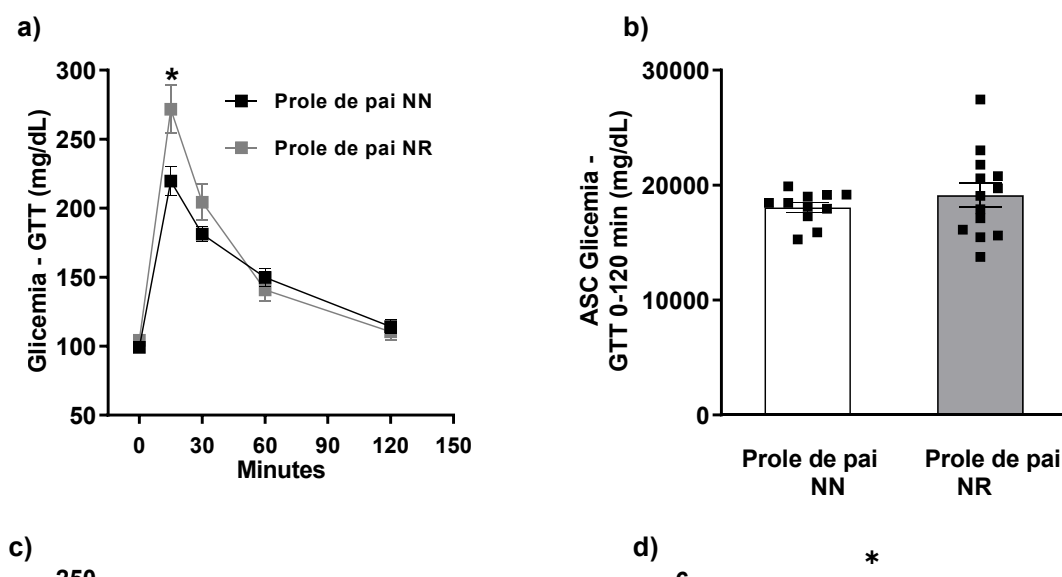 a)
Glicemia - GTT (mg/dL)
300
250
200
150
100
50
*
Prole de pai NN
Prole de pai NR
0 30 60 90 120 150
Minutes
b)
ASC Glicemia -
GTT 0-120 min (mg/dL)
30000
20000
10000
0
Prole de pai
NN
Prole de pai
NR
c)
d)
*